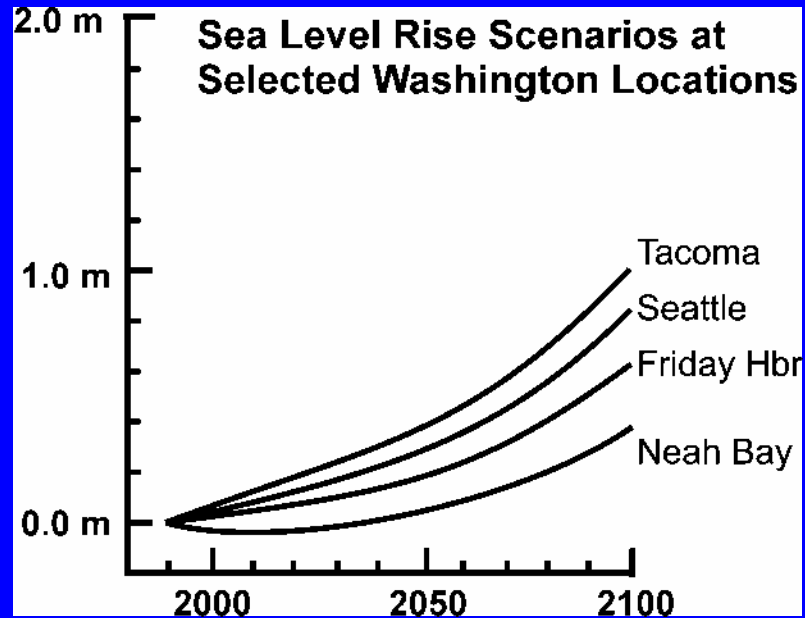 2.0 m
Sea Level Rise Scenarios at
Selected Washington Locations
Tacoma
1.0 m
Seattle
Friday Hbr
Neah Bay
0.0 m
2000 2050 2100